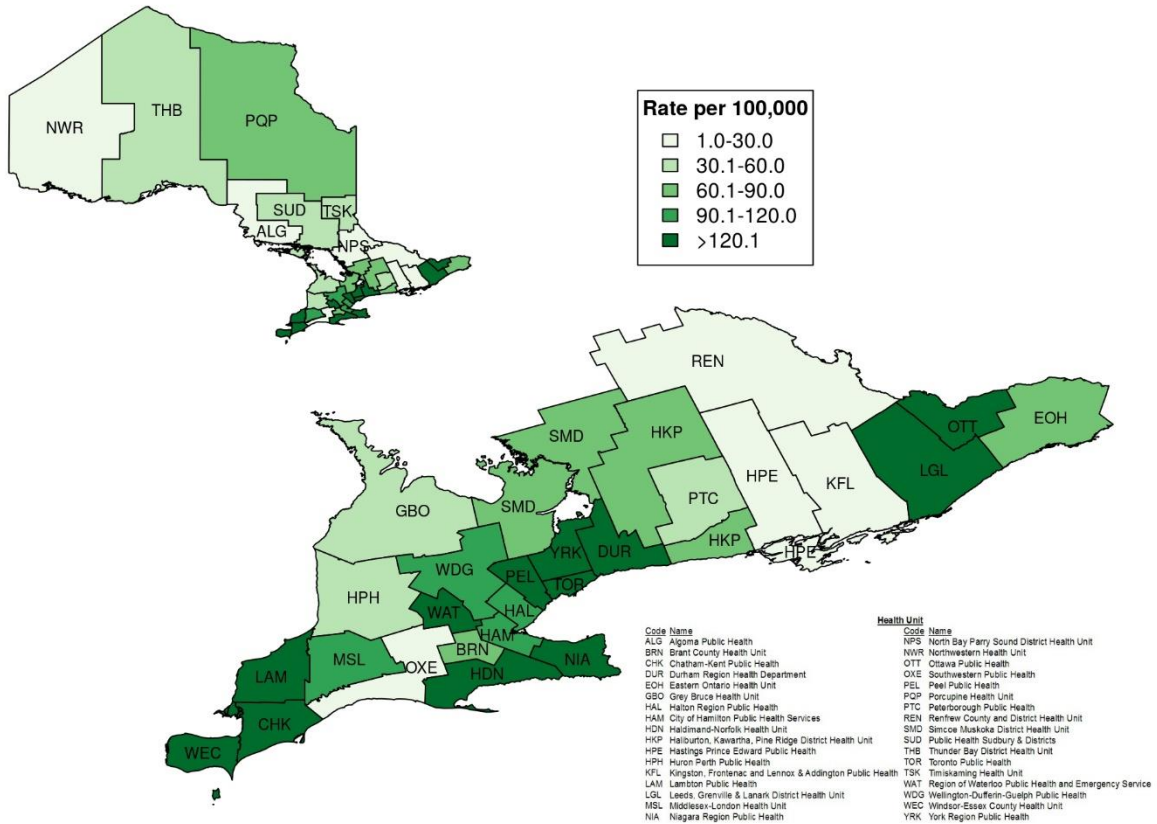 NWR
THB
PQP
SUD
TSK
ALG
NPS
Rate per 100,000
1.0-30.0
30.1-60.0
60.1-90.0
90.1-120.0
>120.1
REN
SMD
HKP
OTT
EOH
LGL
HPE
KFL
PTC
GBO
SMD
YRK
DUR
HKP
HPE
WDG
PEL
TOR
HPH
WAT
HAL
HAM
MSL
OXE
BRN
NIA
LAM
HDN
CHK
WEC
Health Unit
Code Name
ALG Algoma Public Health
BRN Brant County Health Unit
CHK Chatham-Kent Public Health
DUR Durham Region Health Department
EOH Eastern Ontario Health Unit
GBO Grey Bruce Health Unit
HAL Halton Region Public Health
HAM City of Hamilton Public Health Services
HDN Haldimand-Norfolk Health Unit
HKP Haliburton, Kawartha, Pine Ridge District Health Unit
HPE Hastings Prince Edward Public Health
HPH Huron Perth Public Health
KFL Kingston, Frontenac and Lennox & Addington Public Health
LAM Lambton Public Health
LGL Leeds, Grenville & Lanark District Health Unit
MSL Middlesex-London Health Unit
NIA Niagara Region Public Health
Code Name
NPS North Bay Parry Sound District Health Unit
NWR Northwestern Health Unit
OTT Ottawa Public Health
OXE Southwestern Public Health
PEL Peel Public Health
PQP Porcupine Health Unit
PTC Peterborough Public Health
REN Renfrew County and District Health Unit
SMD Simcoe Muskoka District Health Unit
SUD Public Health Sudbury & Districts
THB Thunder Bay District Health Unit
TOR Toronto Public Health
TSK Timiskaming Health Unit
WAT Region of Waterloo Public Health and Emergency Service
WDG Wellington-Dufferin-Guelph Public Health
WEC Windsor-Essex County Health Unit
YRK York Region Public Health